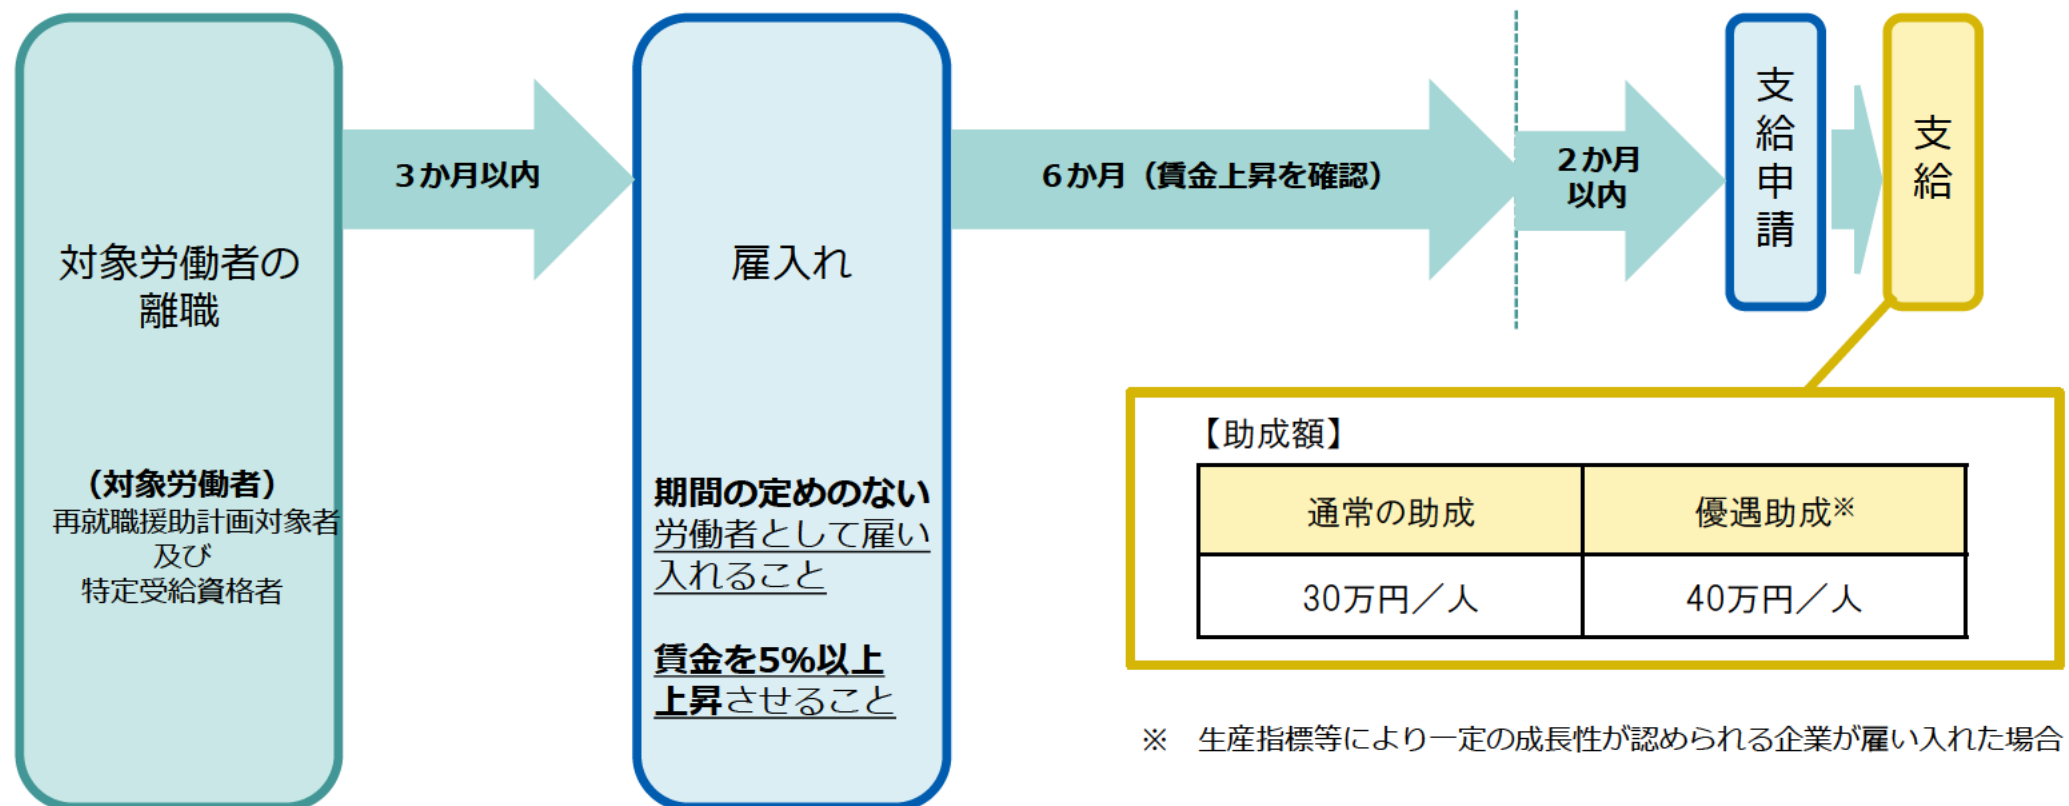 対象労働者の
離職
（対象労働者）
再就職援助計画対象者
及び
特定受給資格者
３か月以内
雇入れ
期間の定めのない
労働者として雇い
入れること
賃金を5%以上
上昇させること
６か月（賃金上昇を確認）
２か月
以内
支給申請
支給
【助成額】
通常の助成
優遇助成※
30万円／人
40万円／人
※　生産指標等により一定の成長性が認められる企業が雇い入れた場合